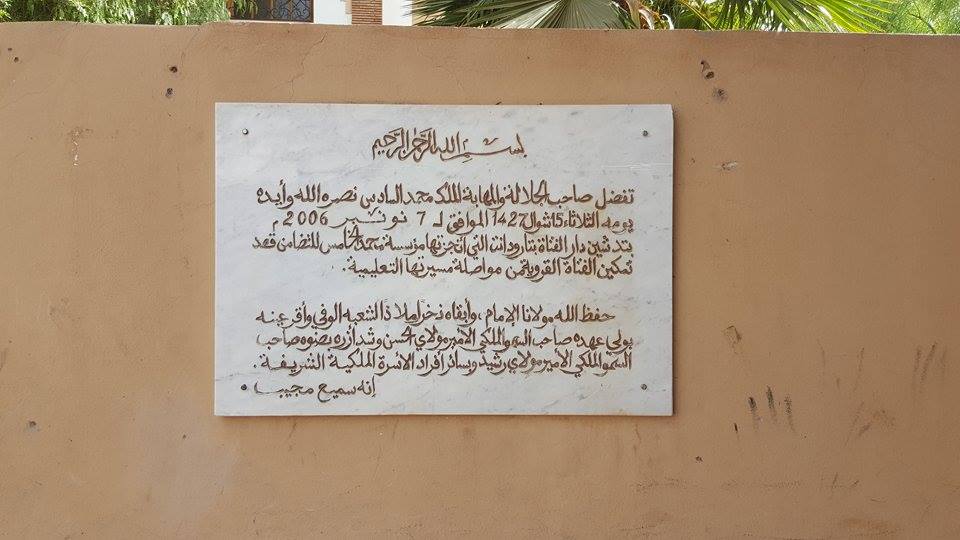 بسم الله الرحمن الرحيم
تفضل صاحب الجلالة والمهابة الملك محمد السادس نصره الله وأيده
يومه الثلاثاء 15 شوال 1427 الموافق لـ 7 نونبر 2006 م
بتدشين دار الفتاة بتارودانت التي أنجزتها مؤسسة محمد الخامس للتضامن قصد
تمكين الفتاة القروية من مواصلة مسيرتها التعليمية.
حفظ الله مولانا الإمام، وأبقاه ذخرا وملاذا لشعبه الوفي وأقر عينه
بولي عهده صاحب السمو الملكي الأمير مولاي الحسن وشد أزره بصنوه صاحب
السمو الملكي الأمير مولاي رشيد وبسائر أفراد الأسرة الملكية الشريفة.
إنه سميع مجيب